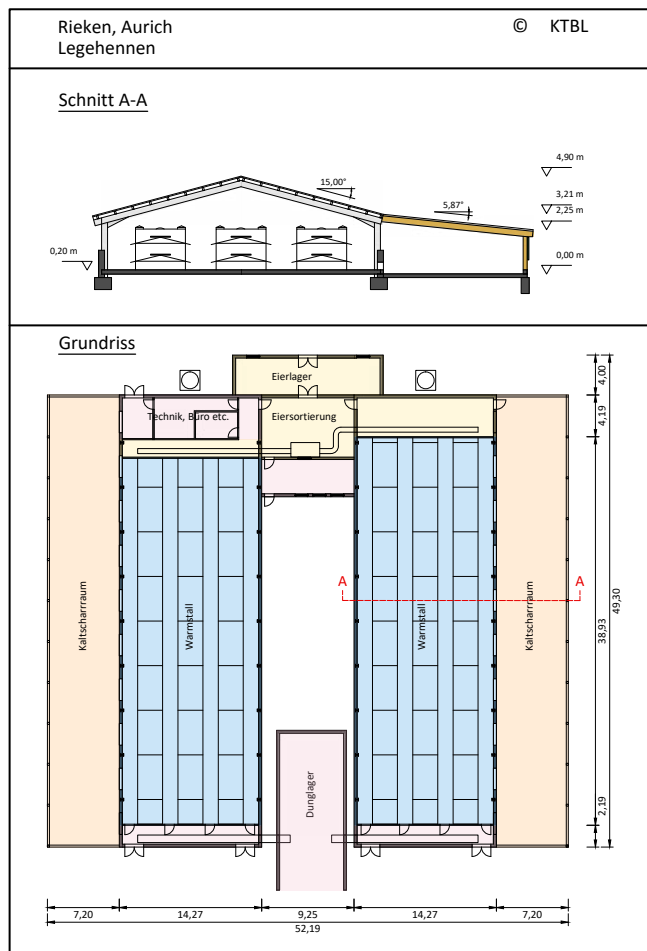 Rieken, Aurich
© KTBL
Legehennen
Schnitt A-A
4,90 m
15,00°
5,87°
3,21 m
2,25 m
0,20 m
0,00 m
Grundriss
Eierlager
4,00
Technik, Büro etc.
Eiersortierung
4,19
A
A
Kaltscharrraum
Warmstall
Warmstall
Kaltscharrraum
38,93
49,30
Dunglager
2,19
7,20
14,27
9,25
14,27
7,20
52,19